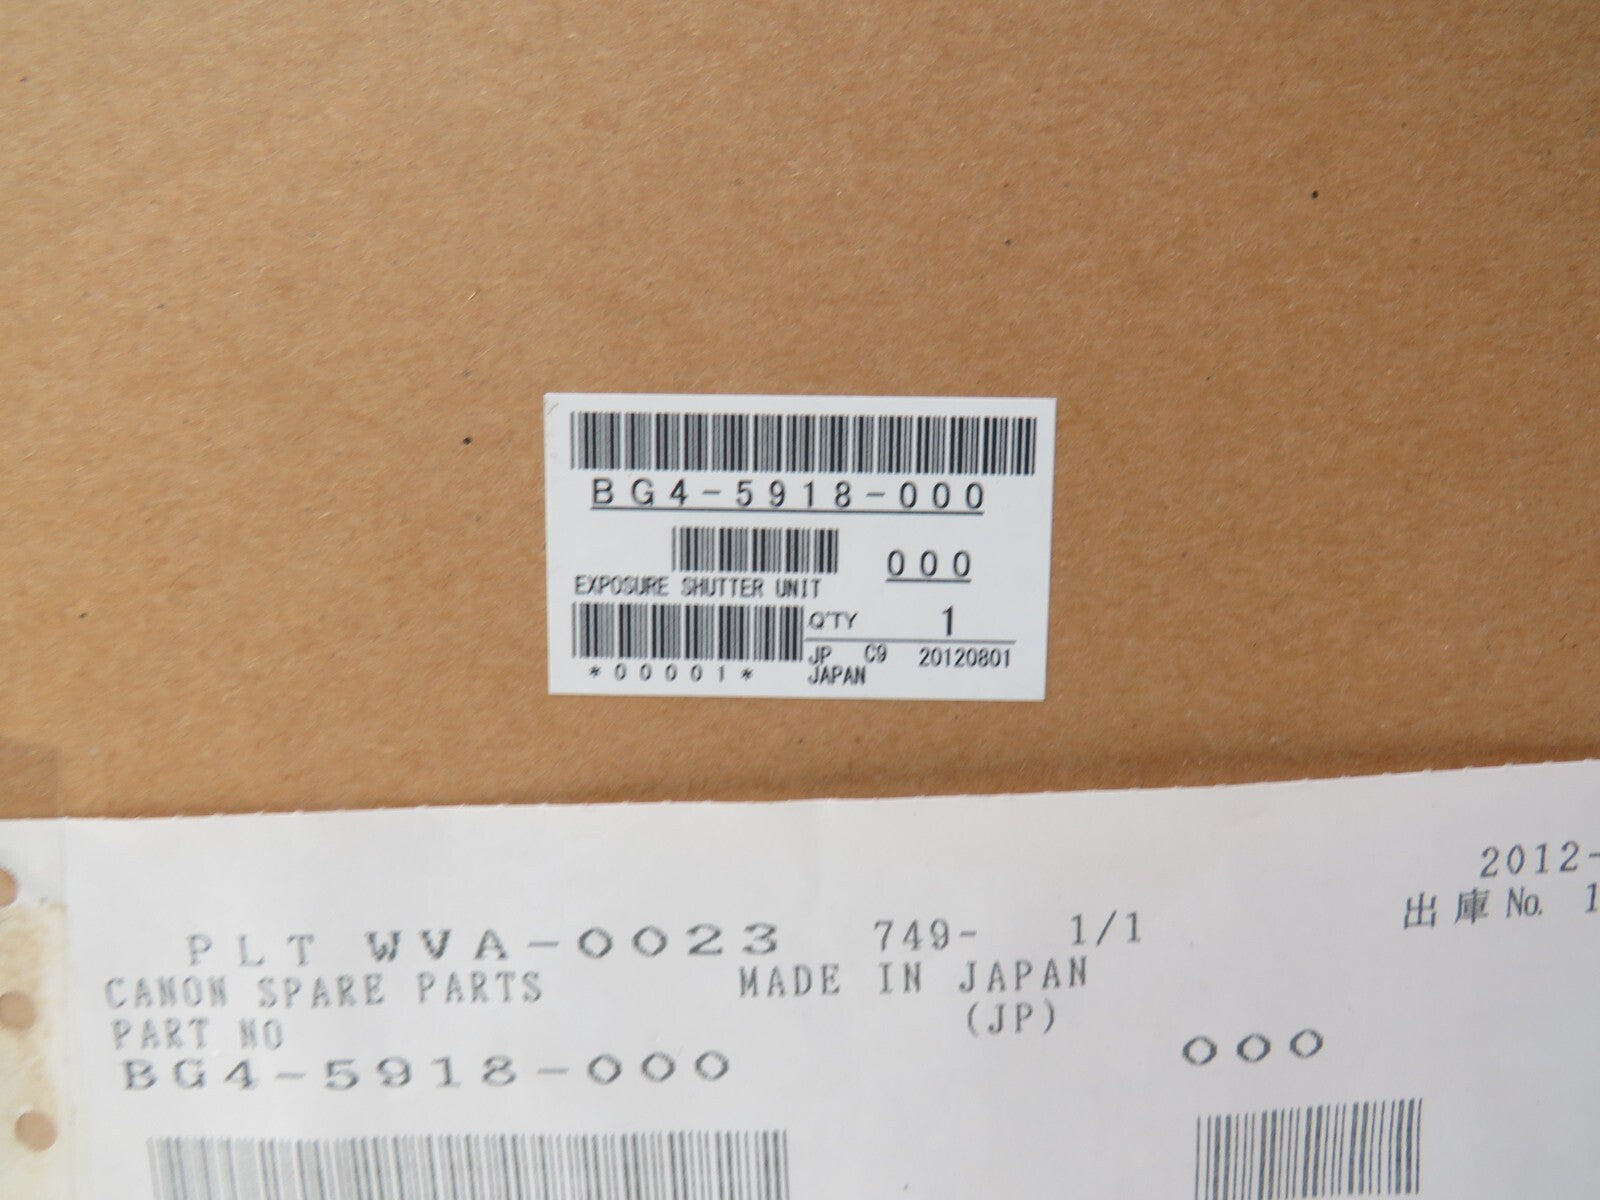 BG4-5918-000
000
EXPOSURE SHUTTER UNIT
Q'TY 1
JP C9 20120801
*00001* JAPAN
2012-
出庫No. 1
PLT WVA-0023 749- 1/1
CANON SPARE PARTS MADE IN JAPAN
PART NO (JP)
BG4-5918-000 000